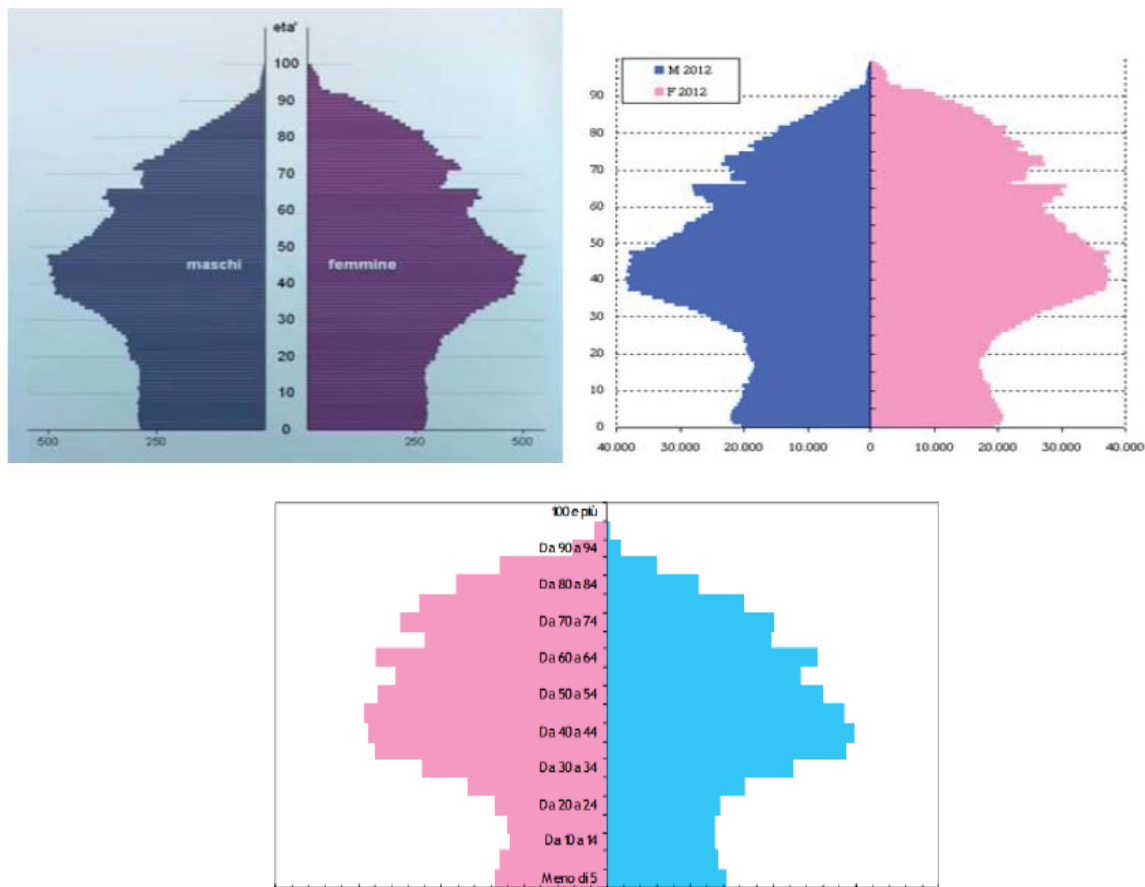 eta'
100
90
80
70
60
50
40
30
20
10
0
maschi
femmine
500
250
250
500
M 2012
F 2012
90
80
70
60
50
40
30
20
10
0
40.000
30.000
20.000
10.000
0
10.000
20.000
30.000
40.000
100 e più
Da 90 a 94
Da 80 a 84
Da 70 a 74
Da 60 a 64
Da 50 a 54
Da 40 a 44
Da 30 a 34
Da 20 a 24
Da 10 a 14
Meno di 5